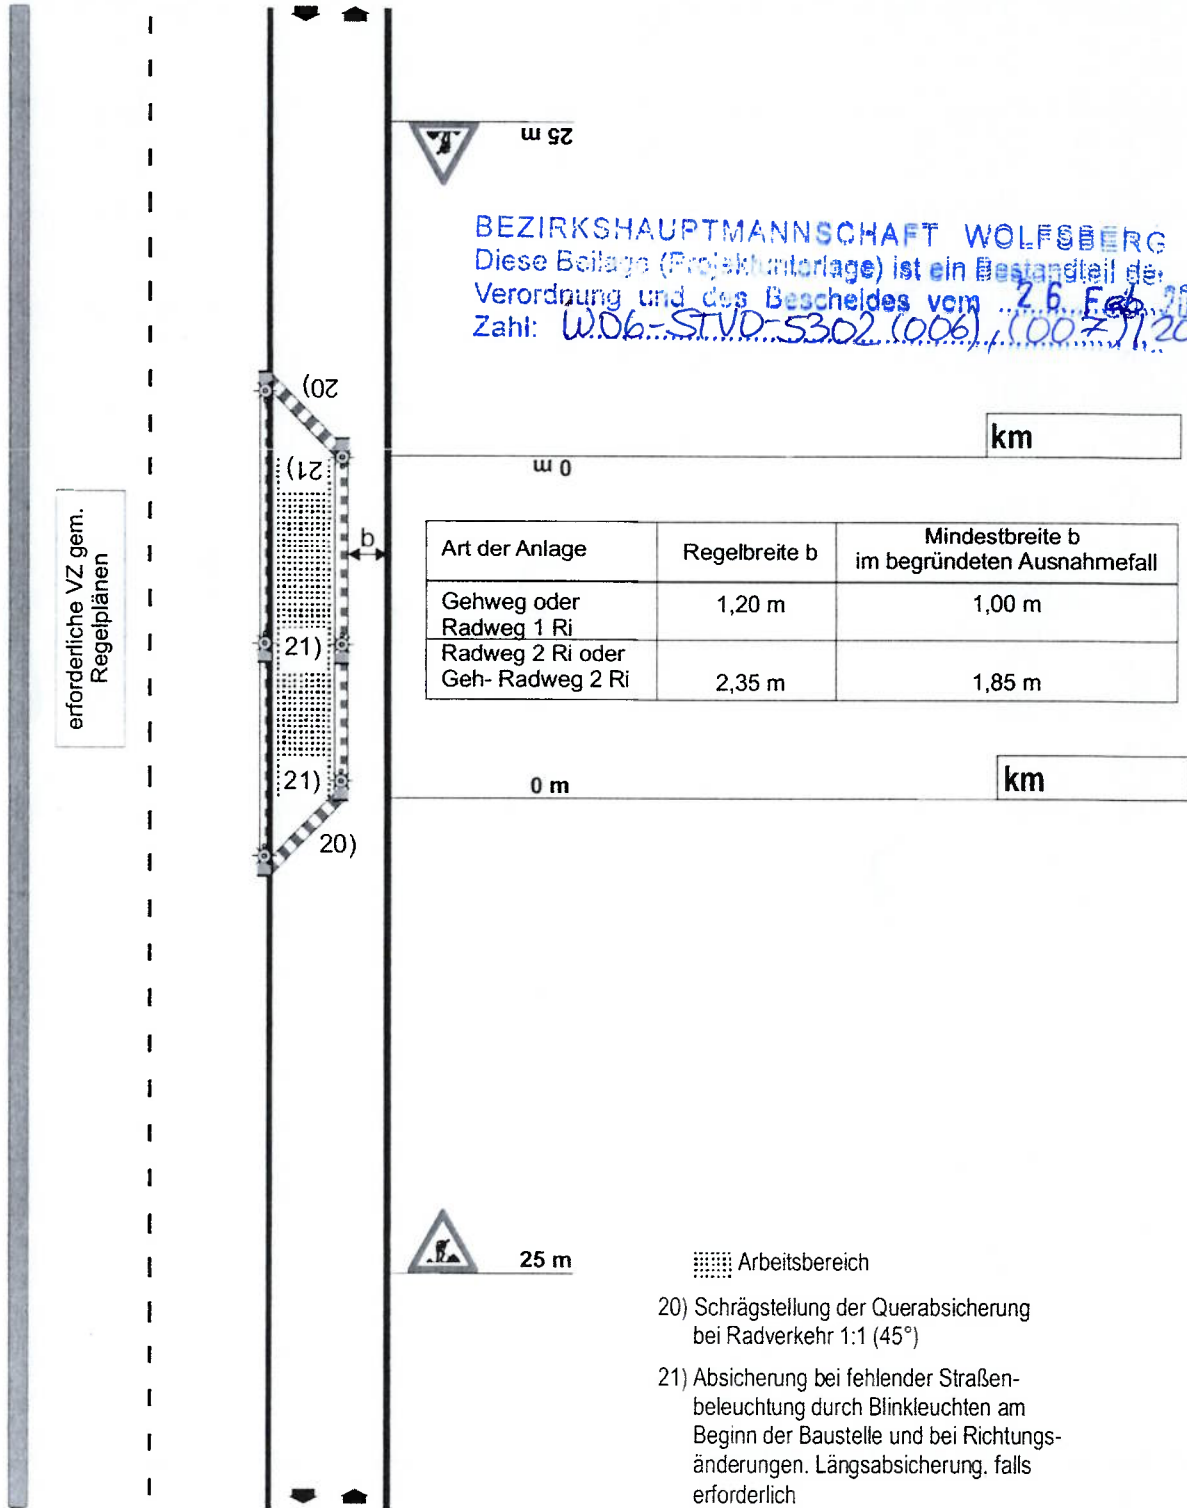 25 m
BEZIRKSHAUPTMANNSCHAFT WOLFSBERG
Diese Beilage (Projektunterlage) ist ein Bestandteil der
Verordnung und des Bescheides vom 26. Feb. 20
Zahl: W06-STVO-5302 (006), (007)/20
20)
km
21)
0 m
erforderliche VZ gem.
Regelplänen
b
Art der Anlage Regelbreite b Mindestbreite b
im begründeten Ausnahmefall
Gehweg oder
Radweg 1 Ri 1,20 m 1,00 m
Radweg 2 Ri oder
Geh- Radweg 2 Ri 2,35 m 1,85 m
21)
21)
0 m
km
20)
25 m
Arbeitsbereich
20) Schrägstellung der Querabsicherung
bei Radverkehr 1:1 (45°)
21) Absicherung bei fehlender Straßen-
beleuchtung durch Blinkleuchten am
Beginn der Baustelle und bei Richtungs-
änderungen. Längsabsicherung. falls
erforderlich